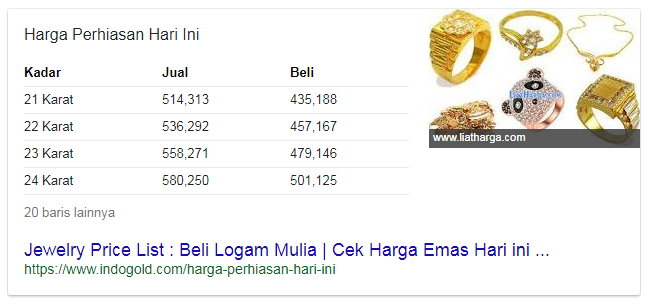 Harga Perhiasan Hari Ini
Kadar Jual Beli
21 Karat 514,313 435,188
22 Karat 536,292 457,167
23 Karat 558,271 479,146
24 Karat 580,250 501,125
20 baris lainnya
LiatHarga.com
www.liatharga.com
Jewelry Price List : Beli Logam Mulia | Cek Harga Emas Hari ini ...
https://www.indogold.com/harga-perhiasan-hari-ini